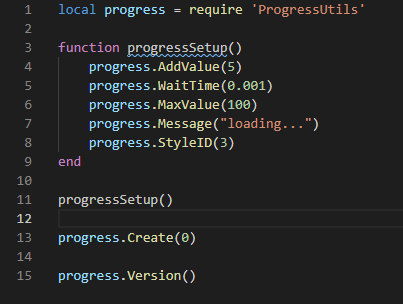 1 local progress = require 'ProgressUtils'
2
3 function progressSetup()
4     progress.AddValue(5)
5     progress.WaitTime(0.001)
6     progress.MaxValue(100)
7     progress.Message("loading...")
8     progress.StyleID(3)
9 end
10
11 progressSetup()
12
13 progress.Create(0)
14
15 progress.Version()